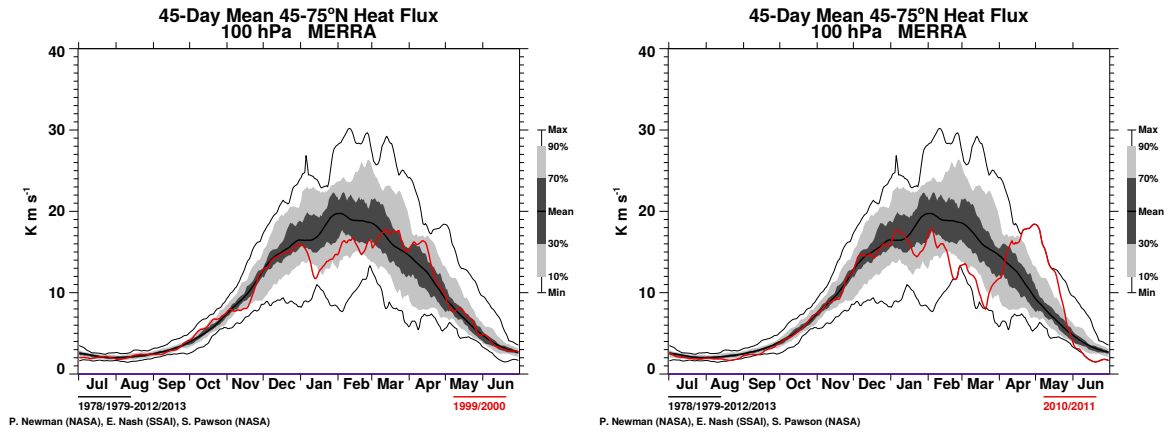 45-Day Mean 45-75°N Heat Flux
100 hPa MERRA
K m s⁻¹
40
30
20
10
0
Jul Aug Sep Oct Nov Dec Jan Feb Mar Apr May Jun
Max
90%
70%
Mean
30%
10%
Min
1978/1979-2012/2013
1999/2000
P. Newman (NASA), E. Nash (SSAI), S. Pawson (NASA)
45-Day Mean 45-75°N Heat Flux
100 hPa MERRA
K m s⁻¹
40
30
20
10
0
Jul Aug Sep Oct Nov Dec Jan Feb Mar Apr May Jun
Max
90%
70%
Mean
30%
10%
Min
1978/1979-2012/2013
2010/2011
P. Newman (NASA), E. Nash (SSAI), S. Pawson (NASA)